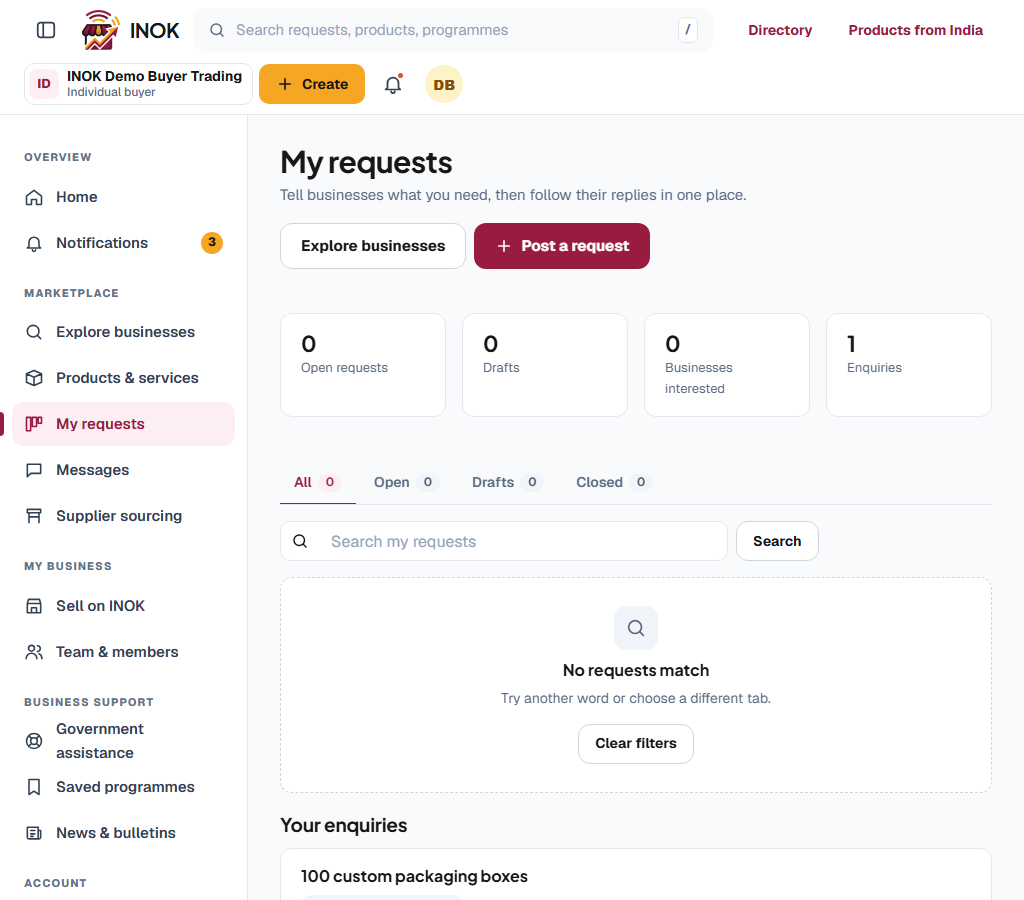 INOK
Search requests, products, programmes
/
Directory
Products from India
ID
INOK Demo Buyer Trading
Individual buyer
Create
DB
OVERVIEW
Home
Notifications
3
MARKETPLACE
Explore businesses
Products & services
My requests
Messages
Supplier sourcing
MY BUSINESS
Sell on INOK
Team & members
BUSINESS SUPPORT
Government
assistance
Saved programmes
News & bulletins
ACCOUNT
My requests
Tell businesses what you need, then follow their replies in one place.
Explore businesses
Post a request
0
Open requests
0
Drafts
0
Businesses
interested
1
Enquiries
All 0
Open 0
Drafts 0
Closed 0
Search my requests
Search
No requests match
Try another word or choose a different tab.
Clear filters
Your enquiries
100 custom packaging boxes